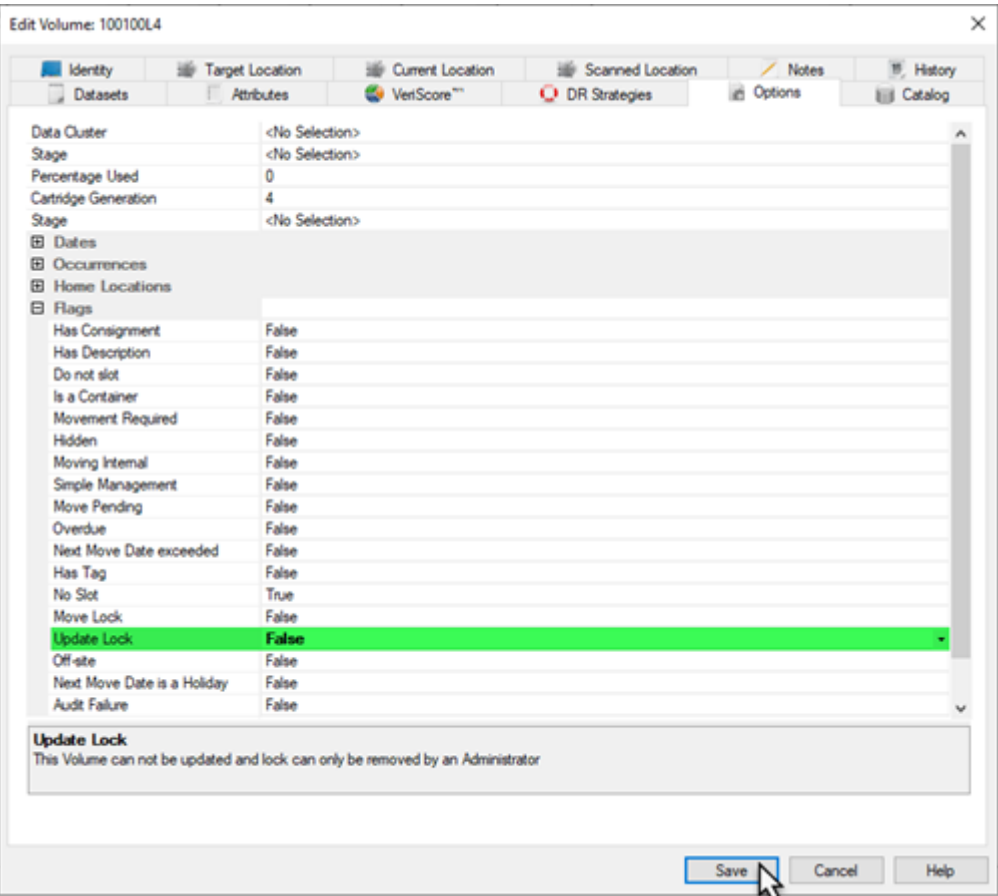 Edit Volume: 100100L4
Identity Target Location Current Location Scanned Location Notes History
Datasets Attributes VeriScore™ DR Strategies Options Catalog
Data Cluster <No Selection>
Stage <No Selection>
Percentage Used 0
Cartridge Generation 4
Stage <No Selection>
Dates
Occurrences
Home Locations
Flags
Has Consignment False
Has Description False
Do not slot False
Is a Container False
Movement Required False
Hidden False
Moving Internal False
Simple Management False
Move Pending False
Overdue False
Next Move Date exceeded False
Has Tag False
No Slot True
Move Lock False
Update Lock False
Off-site False
Next Move Date is a Holiday False
Audit Failure False
Update Lock
This Volume can not be updated and lock can only be removed by an Administrator
Save Cancel Help